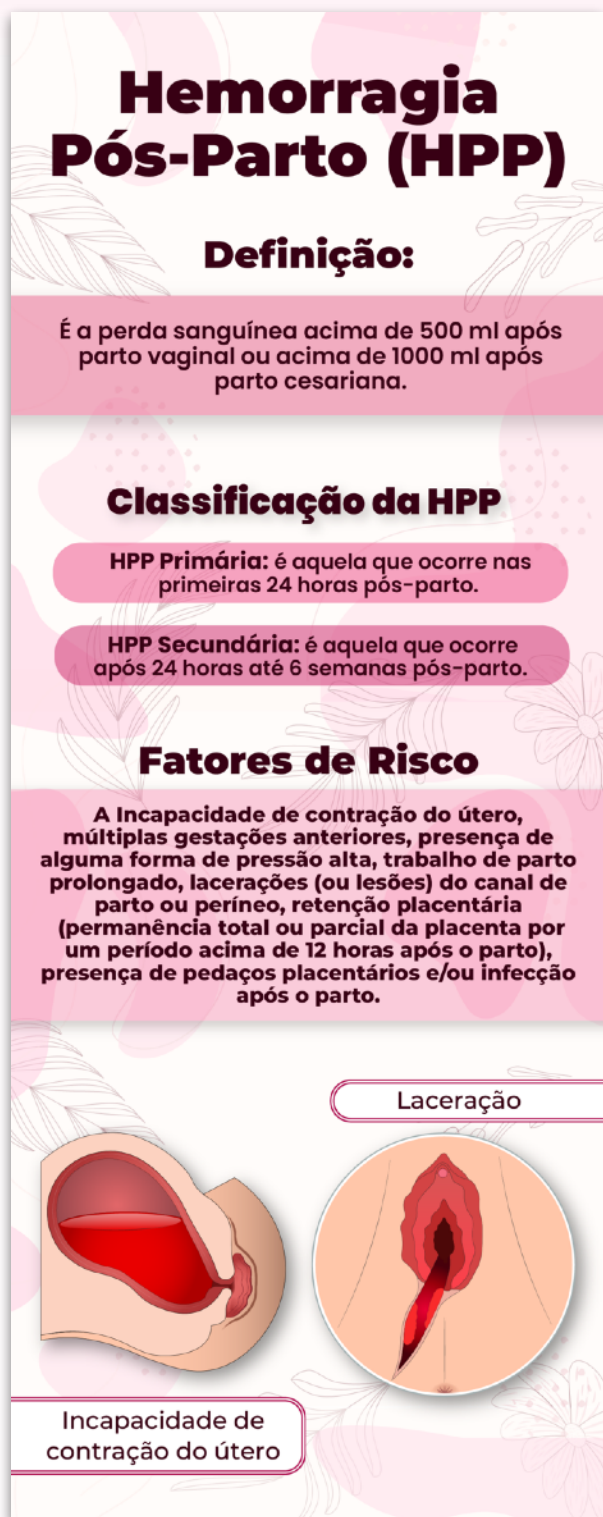 Hemorragia
Pós-Parto (HPP)
Definição:
É a perda sanguínea acima de 500 ml após
parto vaginal ou acima de 1000 ml após
parto cesariana.
Classificação da HPP
HPP Primária: é aquela que ocorre nas
primeiras 24 horas pós-parto.
HPP Secundária: é aquela que ocorre
após 24 horas até 6 semanas pós-parto.
Fatores de Risco
A Incapacidade de contração do útero,
múltiplas gestações anteriores, presença de
alguma forma de pressão alta, trabalho de parto
prolongado, lacerações (ou lesões) do canal de
parto ou períneo, retenção placentária
(permanência total ou parcial da placenta por
um período acima de 12 horas após o parto),
presença de pedaços placentários e/ou infecção
após o parto.
Laceração
Incapacidade de
contração do útero